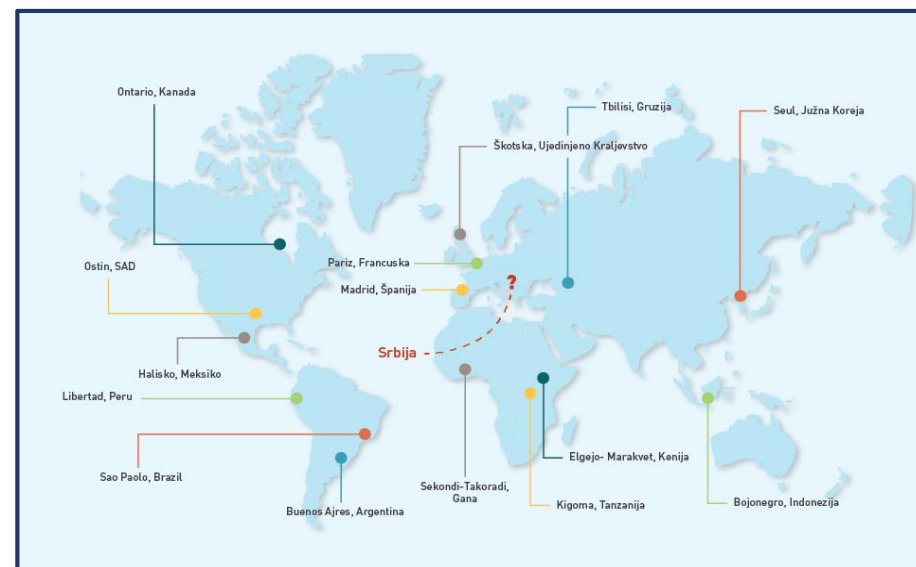 Ontario, Kanada
Tbilisi, Gruzija
Seul, Južna Koreja
Škotska, Ujedinjeno Kraljevstvo
Pariz, Francuska
Ostin, SAD
Madrid, Španija
?
Srbija
Halisko, Meksiko
Libertad, Peru
Elgejo- Marakvet, Kenija
Sao Paolo, Brazil
Sekondi-Takoradi,
Gana
Kigoma, Tanzanija
Bojonegro, Indonezija
Buenos Ajres, Argentina